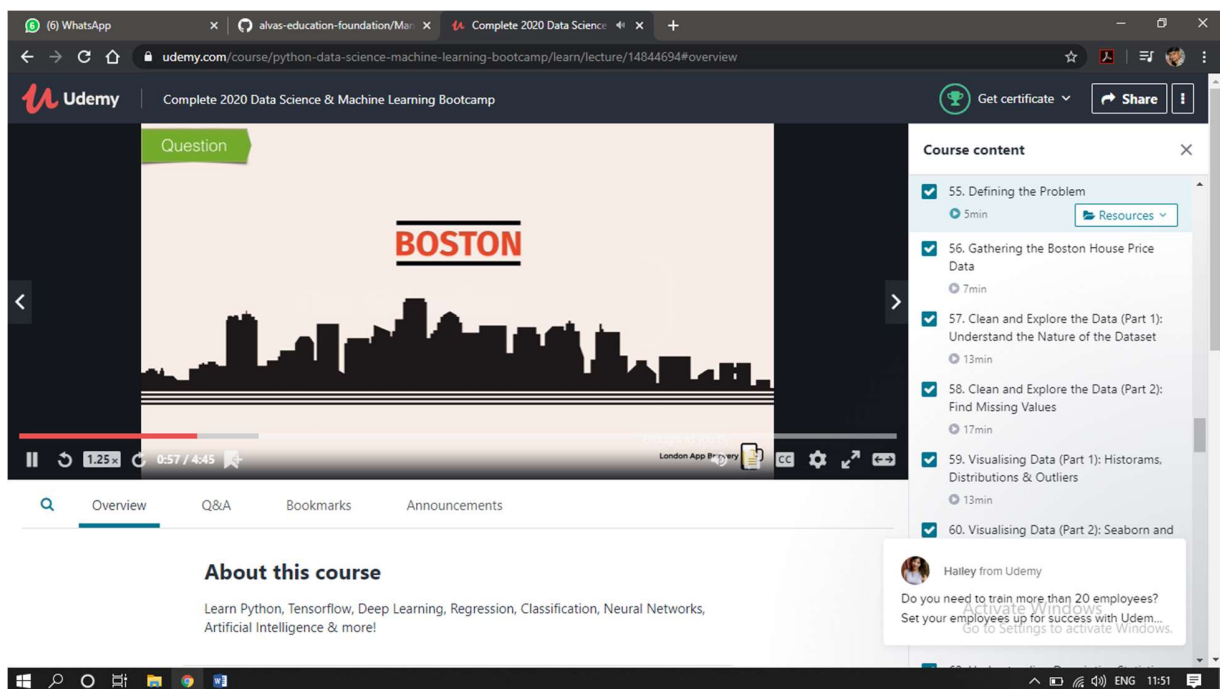 (6) WhatsApp
alvas-education-foundation/Man
Complete 2020 Data Science
udemy.com/course/python-data-science-machine-learning-bootcamp/learn/lecture/14844694#overview
Udemy
Complete 2020 Data Science & Machine Learning Bootcamp
Get certificate
Share
Question
BOSTON
1.25x
0:57 / 4:45
London App Brewery
CC
Course content
55. Defining the Problem
5min
Resources
56. Gathering the Boston House Price
Data
7min
57. Clean and Explore the Data (Part 1):
Understand the Nature of the Dataset
13min
58. Clean and Explore the Data (Part 2):
Find Missing Values
17min
59. Visualising Data (Part 1): Historams,
Distributions & Outliers
13min
60. Visualising Data (Part 2): Seaborn and
Overview
Q&A
Bookmarks
Announcements
About this course
Learn Python, Tensorflow, Deep Learning, Regression, Classification, Neural Networks,
Artificial Intelligence & more!
Hailey from Udemy
Do you need to train more than 20 employees?
Set your employees up for success with Udem...
Activate Windows
Go to Settings to activate Windows.
ENG
11:51